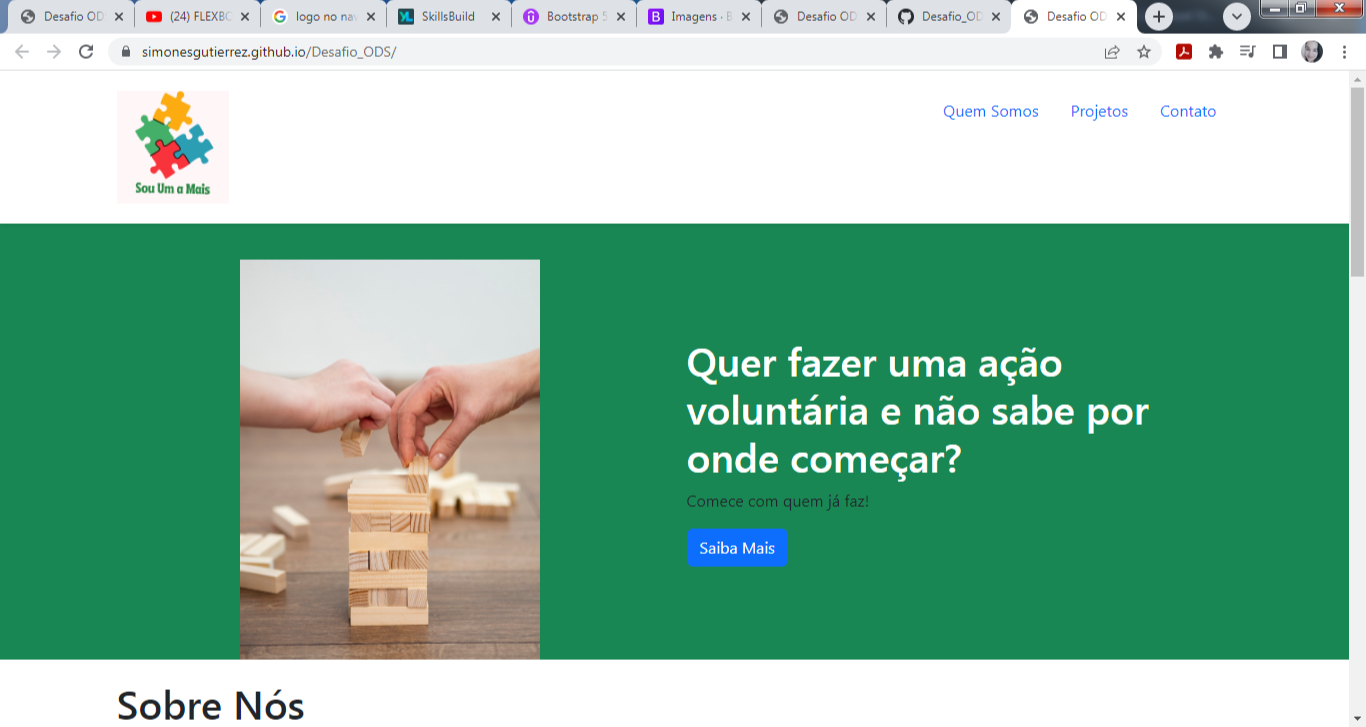 Desafio OD
(24) FLEXBO
logo no nav
SkillsBuild
Bootstrap 5
Imagens · B
Desafio OD
Desafio_OD
Desafio OD
simonesgutierrez.github.io/Desafio_ODS/
Sou Um a Mais
Quem Somos
Projetos
Contato
Quer fazer uma ação
voluntária e não sabe por
onde começar?
Comece com quem já faz!
Saiba Mais
Sobre Nós